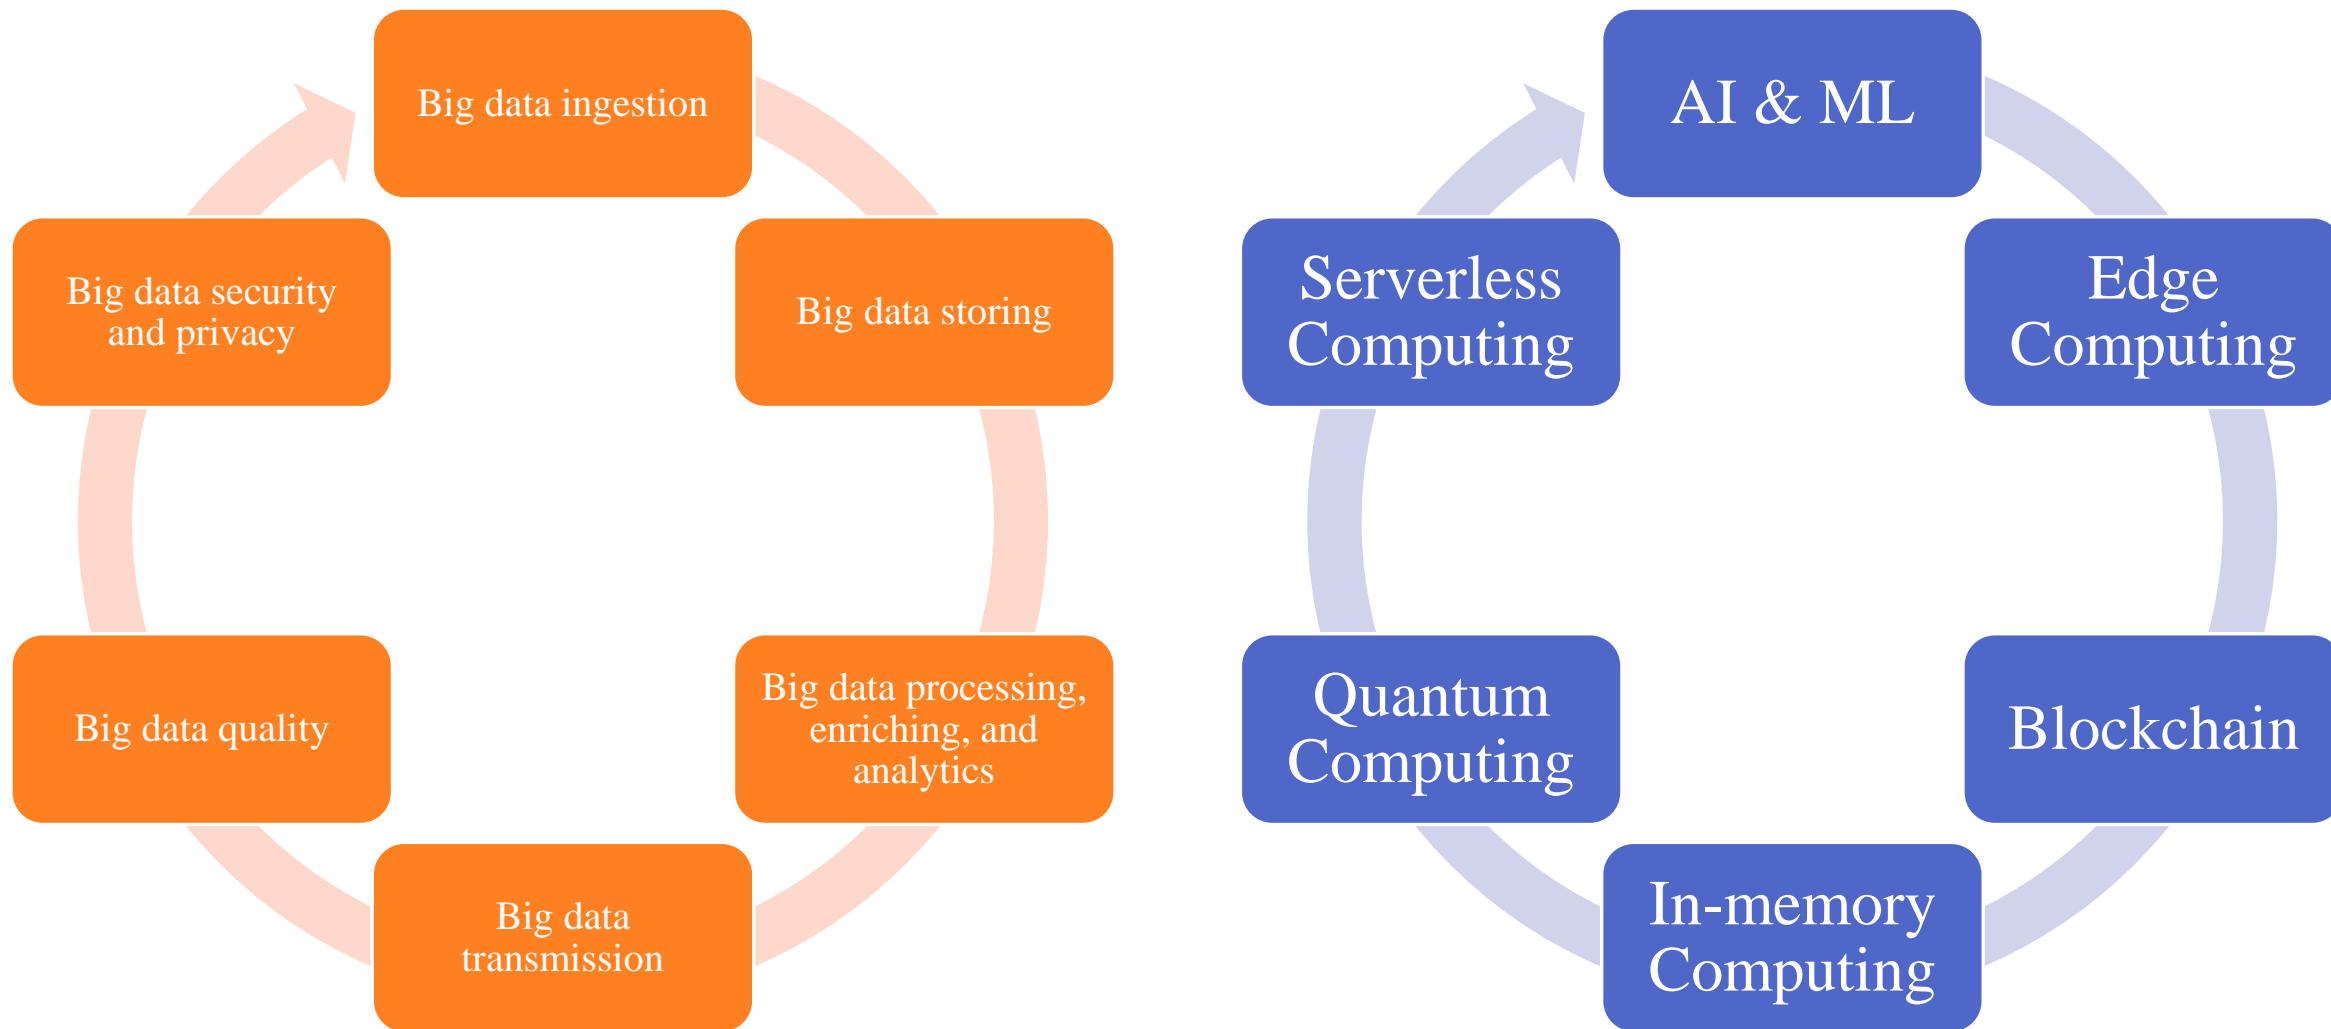 Big data ingestion
Big data storing
Big data processing,
enriching, and
analytics
Big data
transmission
Big data quality
Big data security
and privacy
AI & ML
Edge
Computing
Blockchain
In-memory
Computing
Quantum
Computing
Serverless
Computing